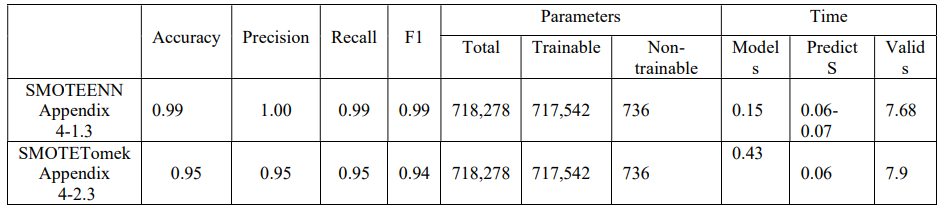 Accuracy Precision Recall F1 Parameters Time
Total Trainable Non-trainable Model s Predict S Valid s
SMOTEENN Appendix 4-1.3 0.99 1.00 0.99 0.99 718,278 717,542 736 0.15 0.06-0.07 7.68
SMOTETomek Appendix 4-2.3 0.95 0.95 0.95 0.94 718,278 717,542 736 0.43 0.06 7.9